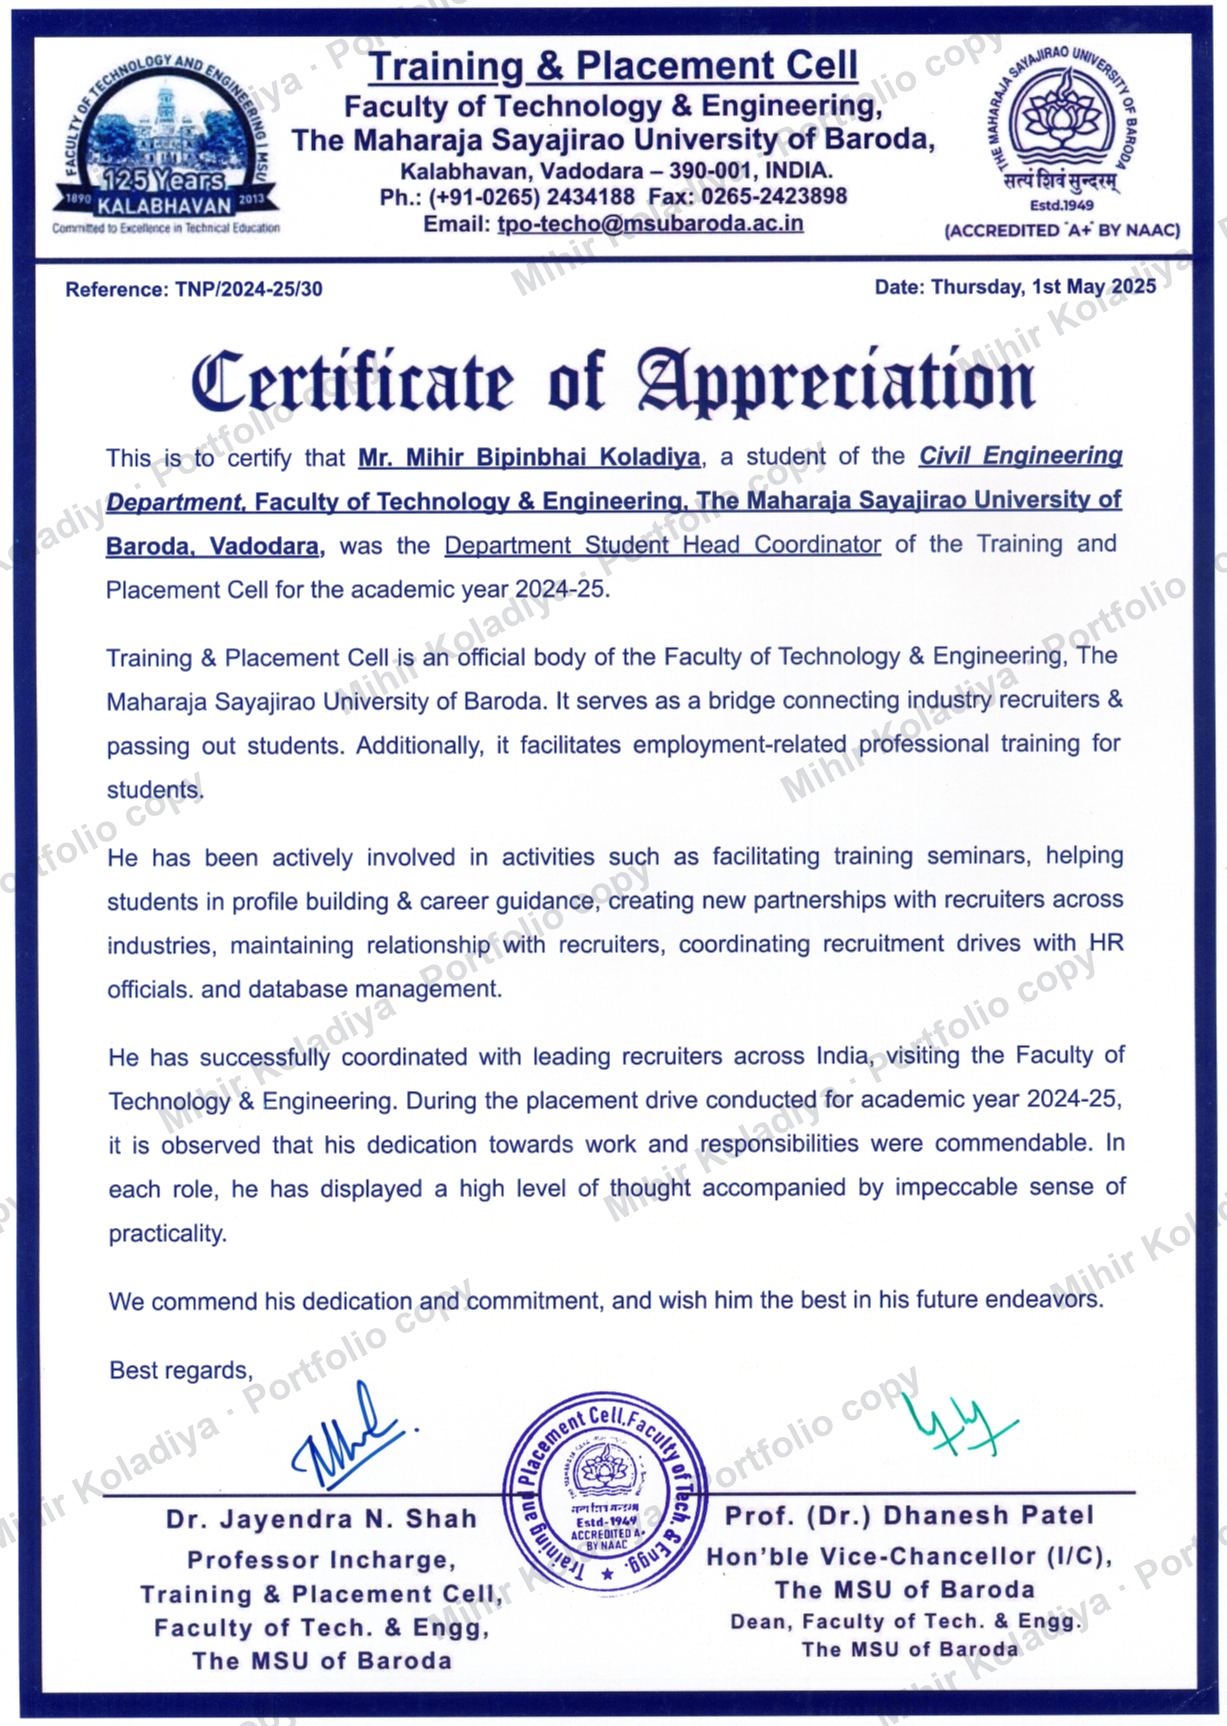 FACULTY OF TECHNOLOGY AND ENGINEERING | MSU
125 Years
1890 KALABHAVAN 2013
Committed to Excellence in Technical Education
Training & Placement Cell
Faculty of Technology & Engineering,
The Maharaja Sayajirao University of Baroda,
Kalabhavan, Vadodara – 390-001, INDIA.
Ph.: (+91-0265) 2434188 Fax: 0265-2423898
Email: tpo-techo@msubaroda.ac.in
THE MAHARAJA SAYAJIRAO UNIVERSITY OF BARODA
सत्यं शिवं सुन्दरम्
Estd.1949
(ACCREDITED "A+" BY NAAC)
Reference: TNP/2024-25/30
Date: Thursday, 1st May 2025
Certificate of Appreciation
This is to certify that Mr. Mihir Bipinbhai Koladiya, a student of the Civil Engineering
Department, Faculty of Technology & Engineering, The Maharaja Sayajirao University of
Baroda, Vadodara, was the Department Student Head Coordinator of the Training and
Placement Cell for the academic year 2024-25.
Training & Placement Cell is an official body of the Faculty of Technology & Engineering, The
Maharaja Sayajirao University of Baroda. It serves as a bridge connecting industry recruiters &
passing out students. Additionally, it facilitates employment-related professional training for
students.
He has been actively involved in activities such as facilitating training seminars, helping
students in profile building & career guidance, creating new partnerships with recruiters across
industries, maintaining relationship with recruiters, coordinating recruitment drives with HR
officials. and database management.
He has successfully coordinated with leading recruiters across India, visiting the Faculty of
Technology & Engineering. During the placement drive conducted for academic year 2024-25,
it is observed that his dedication towards work and responsibilities were commendable. In
each role, he has displayed a high level of thought accompanied by impeccable sense of
practicality.
We commend his dedication and commitment, and wish him the best in his future endeavors.
Best regards,
Training and Placement Cell, Faculty of Tech. & Engg.
Estd-1949
ACCREDITED A+
BY NAAC
Dr. Jayendra N. Shah
Professor Incharge,
Training & Placement Cell,
Faculty of Tech. & Engg,
The MSU of Baroda
Prof. (Dr.) Dhanesh Patel
Hon'ble Vice-Chancellor (I/C),
The MSU of Baroda
Dean, Faculty of Tech. & Engg.
The MSU of Baroda
Mihir Koladiya · Portfolio copy